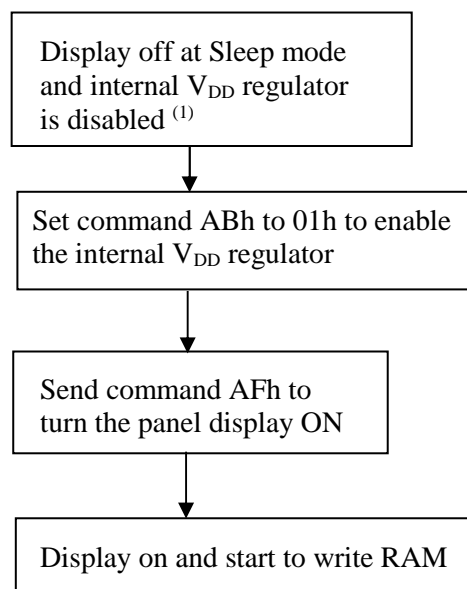 Display off at Sleep mode
and internal VDD regulator
is disabled (1)
Set command ABh to 01h to enable
the internal VDD regulator
Send command AFh to
turn the panel display ON
Display on and start to write RAM